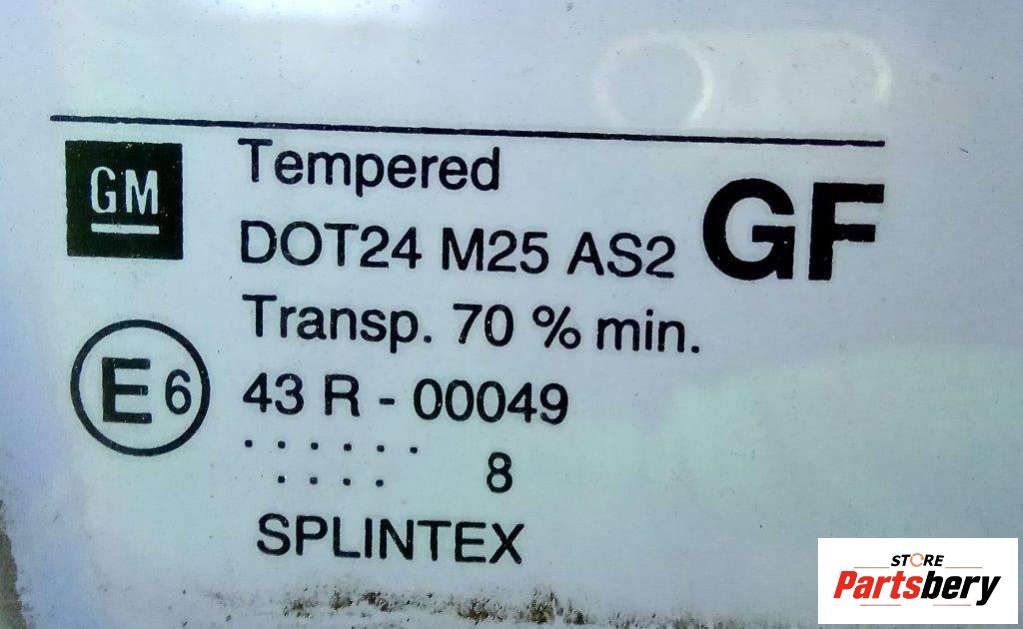 GM
Tempered
DOT24 M25 AS2
GF
Transp. 70 % min.
E6
43 R - 00049
. . . . . .
. . . . 8
SPLINTEX
STORE
Partsbery